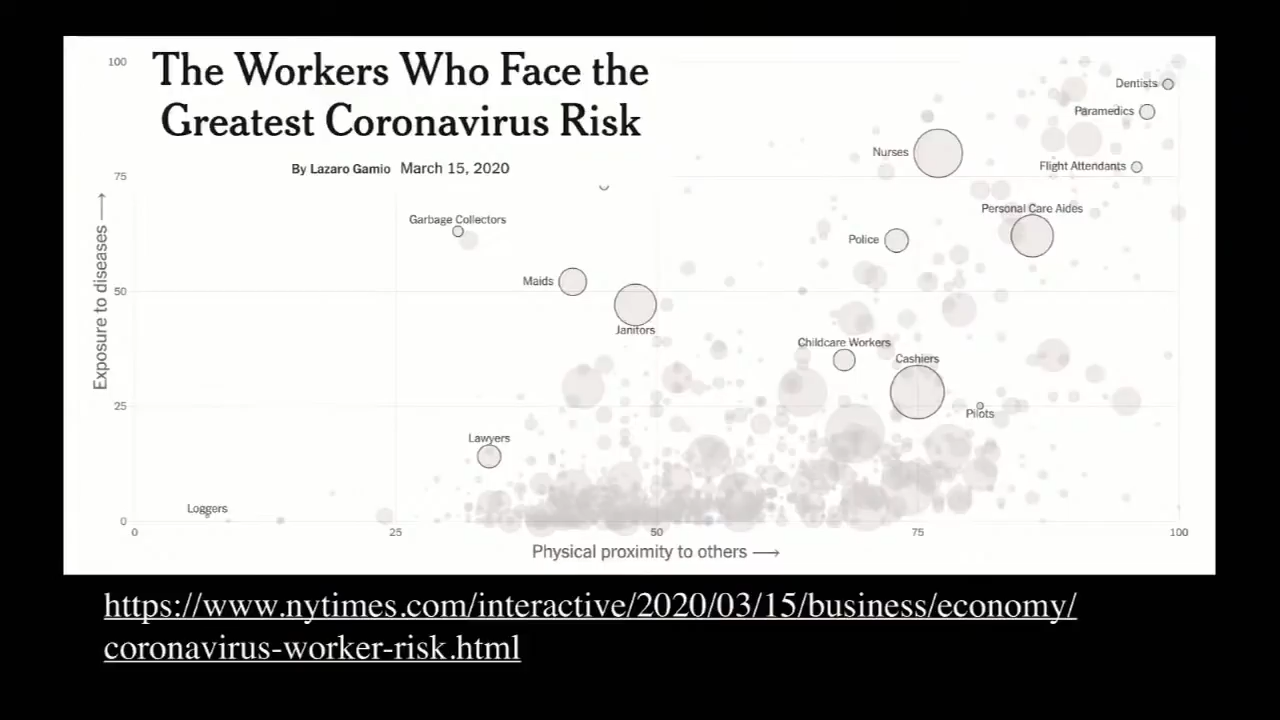 The Workers Who Face the
Greatest Coronavirus Risk
By Lazaro Gamio March 15, 2020
100
75
50
25
0
Exposure to diseases →
Dentists
Paramedics
Nurses
Flight Attendants
Personal Care Aides
Garbage Collectors
Police
Maids
Janitors
Childcare Workers
Cashiers
Pilots
Lawyers
Loggers
0
25
50
75
100
Physical proximity to others →
https://www.nytimes.com/interactive/2020/03/15/business/economy/
coronavirus-worker-risk.html